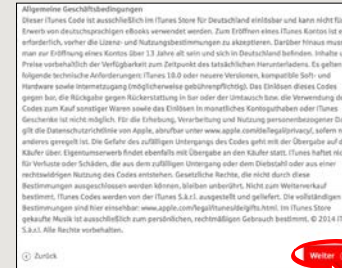 Allgemeine Geschäftsbedingungen
Dieser iTunes Code ist ausschließlich im iTunes Store für Deutschland einlösbar und kann nicht für
Erwerb von deutschsprachigen eBooks verwendet werden. Zum Eröffnen eines iTunes Kontos ist es
erforderlich, vorher die Lizenz- und Nutzungsbestimmungen zu akzeptieren. Darüber hinaus muss
man zur Eröffnung eines Kontos über 13 Jahre alt sein und sich in Deutschland befinden. Inhalte u
Preise vorbehaltlich der Verfügbarkeit zum Zeitpunkt des tatsächlichen Herunterladens. Es gelten
folgende technische Anforderungen: iTunes 10.0 oder neuere Versionen, kompatible Soft- und
Hardware sowie Internetzugang (möglicherweise gebührenpflichtig). Das Einlösen dieses Codes
gegen bar, die Rückgabe gegen Rückerstattung in bar oder der Umtausch bzw. die Verwendung de
Codes zum Kauf sonstiger Waren sowie das Einlösen in monatliches Kontoguthaben oder iTunes
Geschenke ist nicht möglich. Für die Erhebung, Verarbeitung und Nutzung personenbezogener Da
gilt die Datenschutzrichtlinie von Apple, abrufbar unter www.apple.com/de/legal/privacy/, sofern n
anderes geregelt ist. Die Gefahr des zufälligen Untergangs des Codes geht mit der Übergabe auf d
Käufer über. Eigentumserwerb findet ebenfalls mit Übergabe an den Käufer statt. iTunes haftet nic
für Verluste oder Schäden, die aus dem zufälligen Untergang oder dem Diebstahl oder aus einer
rechtswidrigen Nutzung des Codes entstehen. Gesetzliche Rechte, die nicht durch diese
Bestimmungen ausgeschlossen werden können, bleiben unberührt. Nicht zum Weiterverkauf
bestimmt. iTunes Codes werden von der iTunes S.à.r.l. ausgestellt und geliefert. Die vollständigen
Bestimmungen sind hier einsehbar: www.apple.com/legal/itunes/de/gifts.html. Im iTunes Store
gekaufte Musik ist ausschließlich zum persönlichen, rechtmäßigen Gebrauch bestimmt. © 2014 iT
S.à.r.l. Alle Rechte vorbehalten.
Zurück
Weiter